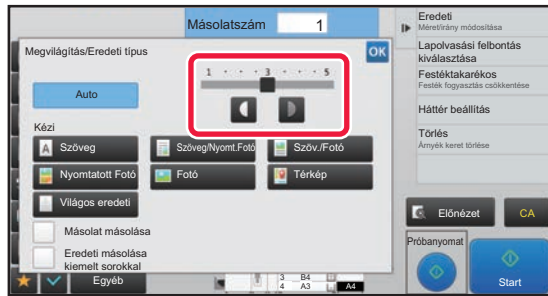 Másolatszám 1
Megvilágítás/Eredeti típus
OK
1 · · · 3 · · · 5
Auto
Kézi
A Szöveg
Szöveg/Nyomt.Fotó
Szöv./Fotó
Nyomtatott Fotó
Fotó
Térkép
Világos eredeti
Másolat másolása
Eredeti másolása
kiemelt sorokkal
Egyéb
3 B4
4 A3
A4
Eredeti
Méret/irány módosítása
Lapolvasási felbontás
kiválasztása
Festéktakarékos
Festék fogyasztás csökkentése
Háttér beállítás
Törlés
Árnyék keret törlése
Előnézet
CA
Próbanyomat
Start